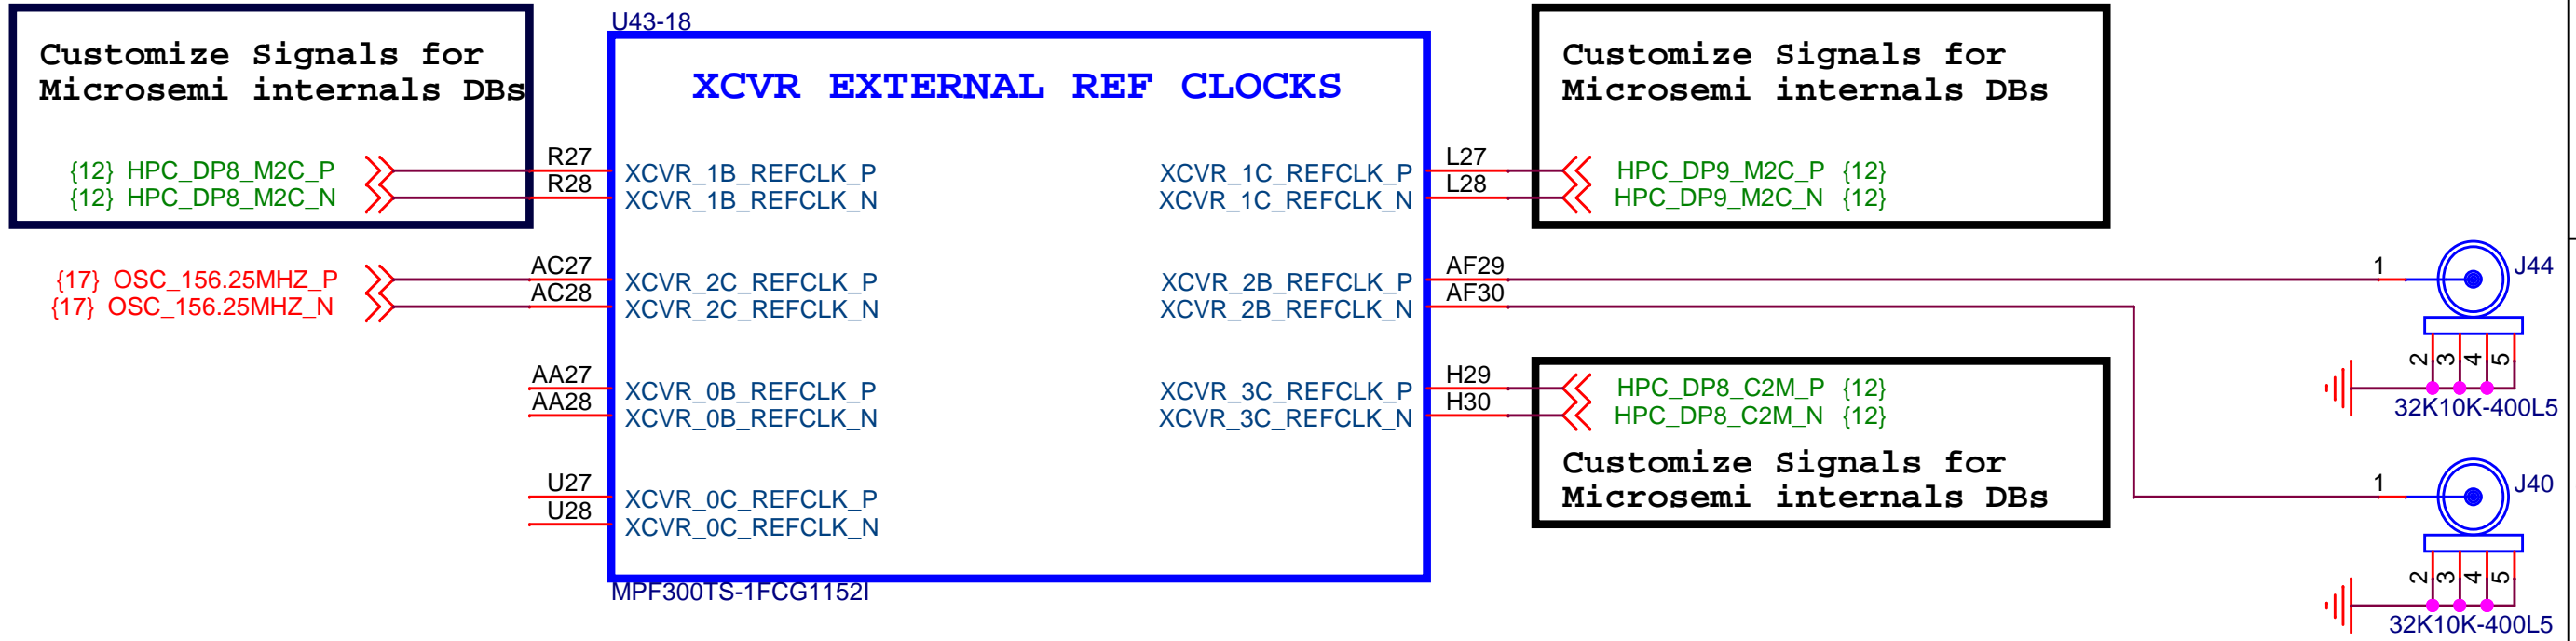 U43-18
Customize Signals for
Microsemi internals DBs
XCVR EXTERNAL REF CLOCKS
Customize Signals for
Microsemi internals DBs
{12} HPC_DP8_M2C_P R27 XCVR_1B_REFCLK_P XCVR_1C_REFCLK_P L27 HPC_DP9_M2C_P {12}
{12} HPC_DP8_M2C_N R28 XCVR_1B_REFCLK_N XCVR_1C_REFCLK_N L28 HPC_DP9_M2C_N {12}
{17} OSC_156.25MHZ_P AC27 XCVR_2C_REFCLK_P XCVR_2B_REFCLK_P AF29 1 J44
{17} OSC_156.25MHZ_N AC28 XCVR_2C_REFCLK_N XCVR_2B_REFCLK_N AF30
2 3 4 5
AA27 XCVR_0B_REFCLK_P XCVR_3C_REFCLK_P H29 HPC_DP8_C2M_P {12}
AA28 XCVR_0B_REFCLK_N XCVR_3C_REFCLK_N H30 HPC_DP8_C2M_N {12}
32K10K-400L5
Customize Signals for
Microsemi internals DBs
U27 XCVR_0C_REFCLK_P 1 J40
U28 XCVR_0C_REFCLK_N
2 3 4 5
MPF300TS-1FCG1152I
32K10K-400L5